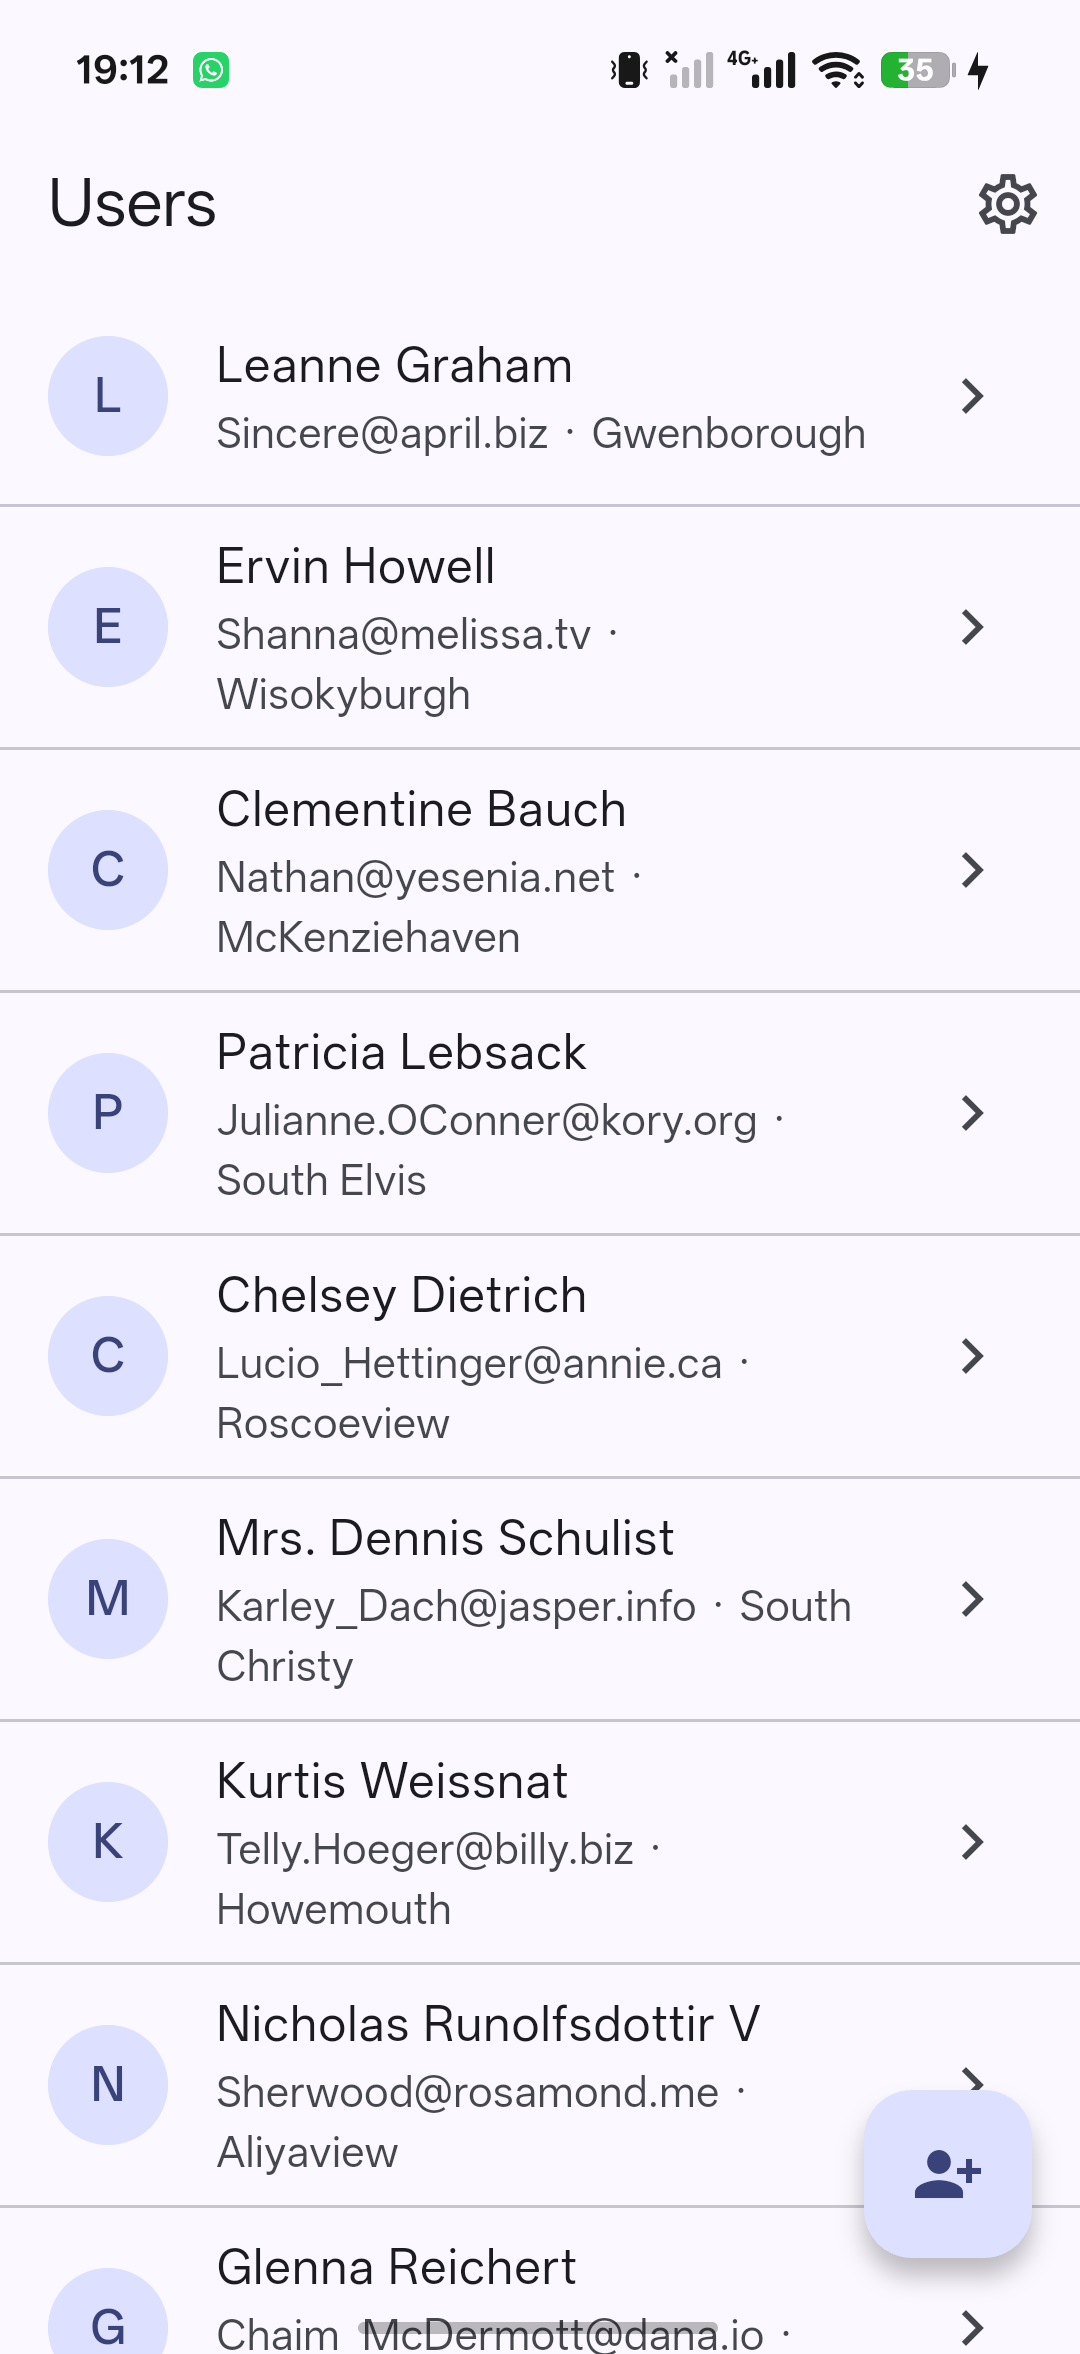 19:12
4G+
35
Users
L
Leanne Graham
Sincere@april.biz · Gwenborough
E
Ervin Howell
Shanna@melissa.tv ·
Wisokyburgh
C
Clementine Bauch
Nathan@yesenia.net ·
McKenziehaven
P
Patricia Lebsack
Julianne.OConner@kory.org ·
South Elvis
C
Chelsey Dietrich
Lucio_Hettinger@annie.ca ·
Roscoeview
M
Mrs. Dennis Schulist
Karley_Dach@jasper.info · South
Christy
K
Kurtis Weissnat
Telly.Hoeger@billy.biz ·
Howemouth
N
Nicholas Runolfsdottir V
Sherwood@rosamond.me ·
Aliyaview
G
Glenna Reichert
Chaim_McDermott@dana.io ·